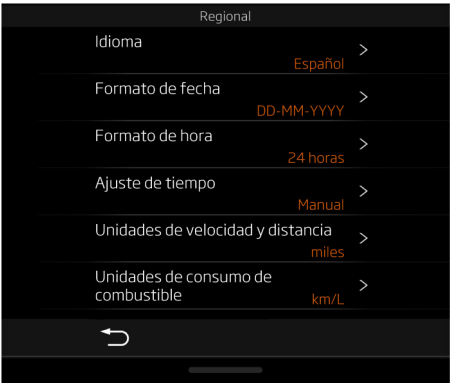 Regional
Idioma
Español
Formato de fecha
DD-MM-YYYY
Formato de hora
24 horas
Ajuste de tiempo
Manual
Unidades de velocidad y distancia
miles
Unidades de consumo de
combustible
km/L